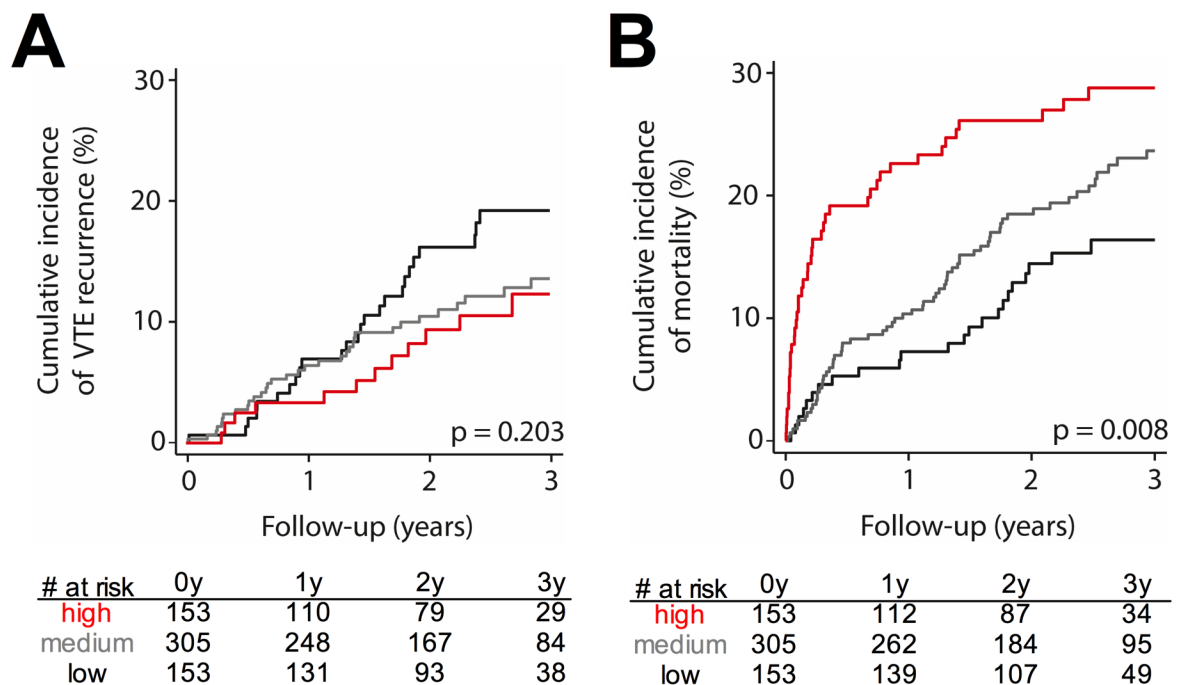 A
Cumulative incidence
of VTE recurrence (%)
30
20
10
0
p = 0.203
0 1 2 3
Follow-up (years)
# at risk 0y 1y 2y 3y
high 153 110 79 29
medium 305 248 167 84
low 153 131 93 38
B
Cumulative incidence
of mortality (%)
30
20
10
0
p = 0.008
0 1 2 3
Follow-up (years)
# at risk 0y 1y 2y 3y
high 153 112 87 34
medium 305 262 184 95
low 153 139 107 49